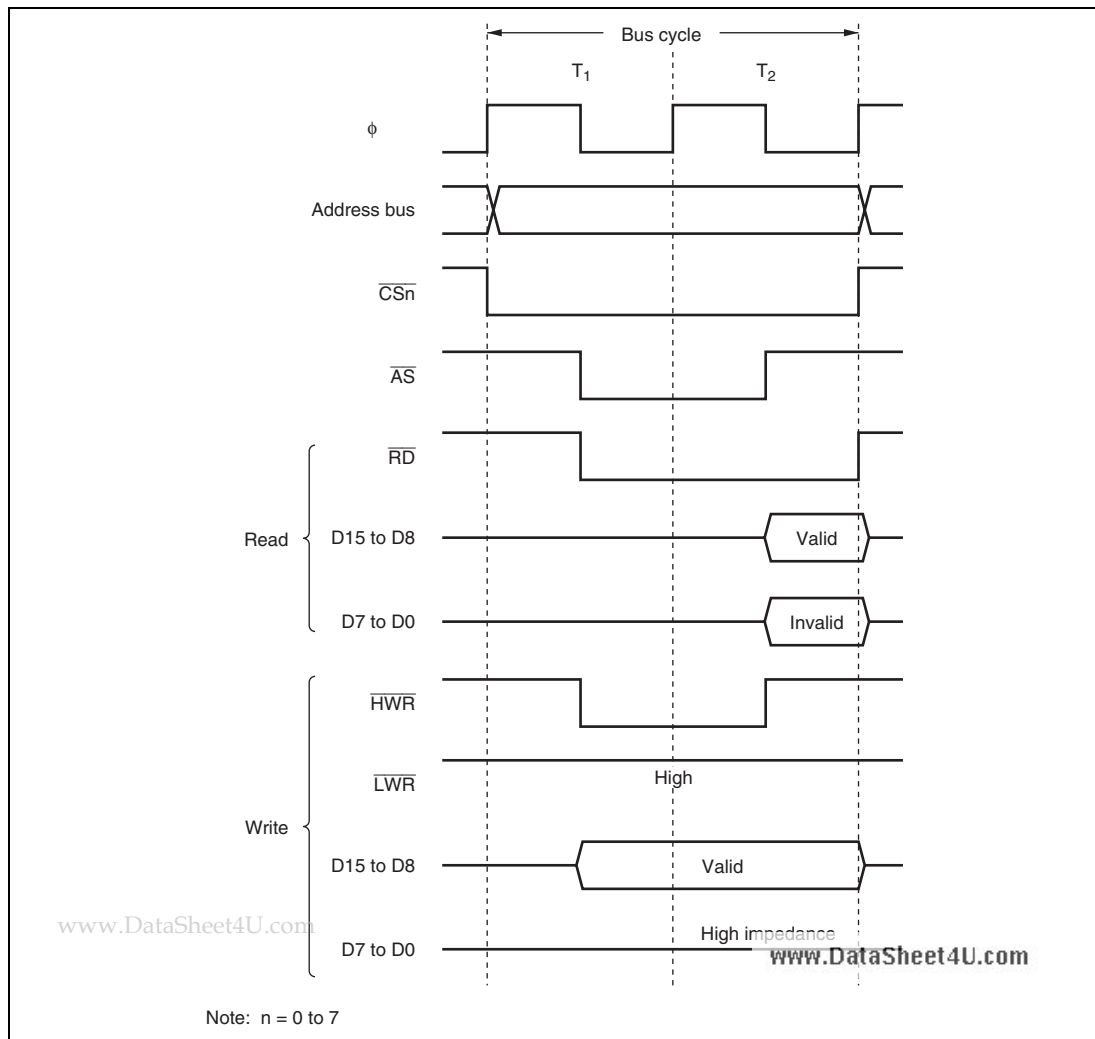 Bus cycle
T1 T2
ϕ
Address bus
CSn
AS
RD
Read
D15 to D8 Valid
D7 to D0 Invalid
HWR
LWR High
Write
D15 to D8 Valid
www.DataSheet4U.com
High impedance
D7 to D0
www.DataSheet4U.com
Note: n = 0 to 7